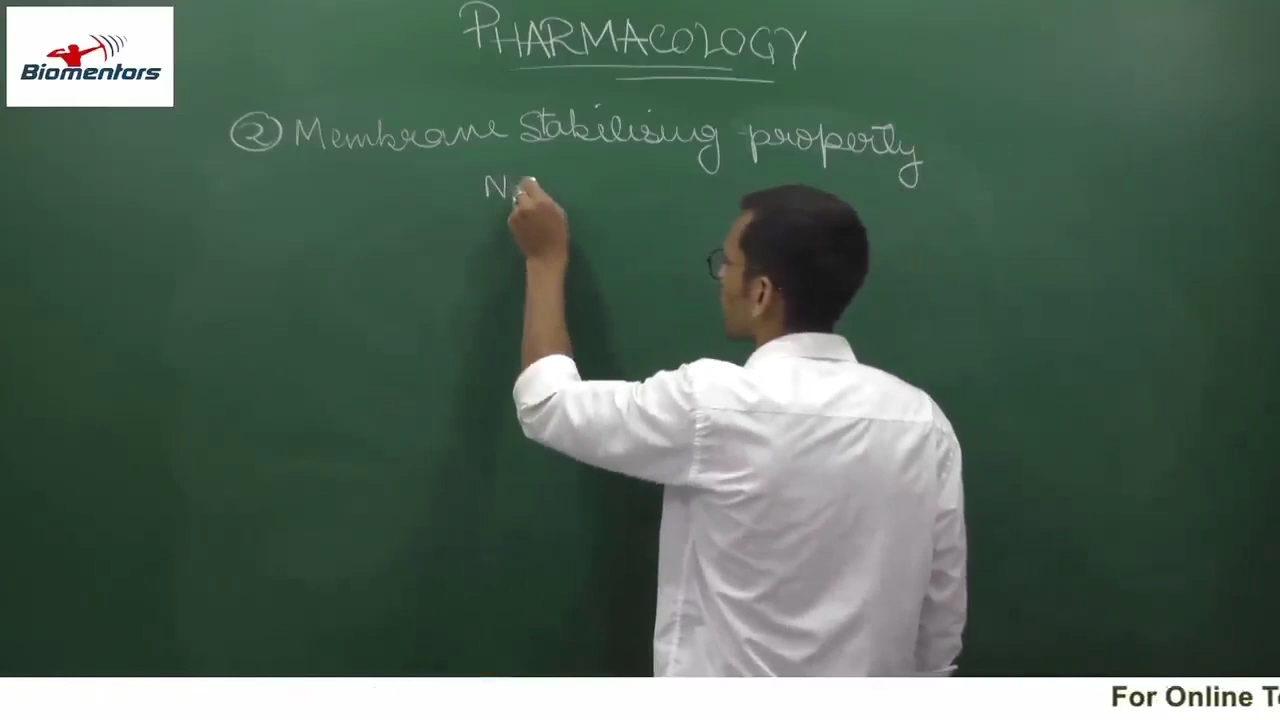 Biomentors
PHARMACOLOGY
② Membrane Stabilising property
N
For Online